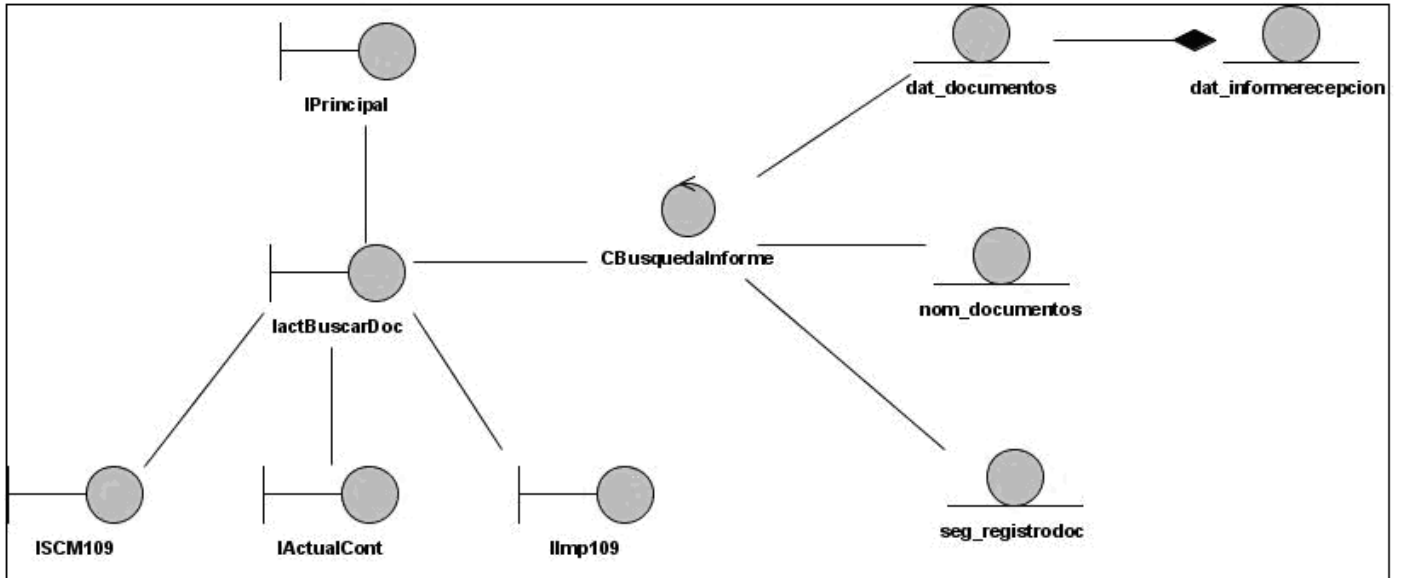 IPrincipal
dat_documentos
dat_informerecepcion
CBusquedaInforme
IactBuscarDoc
nom_documentos
ISCM109
IActualCont
IImp109
seg_registrodoc